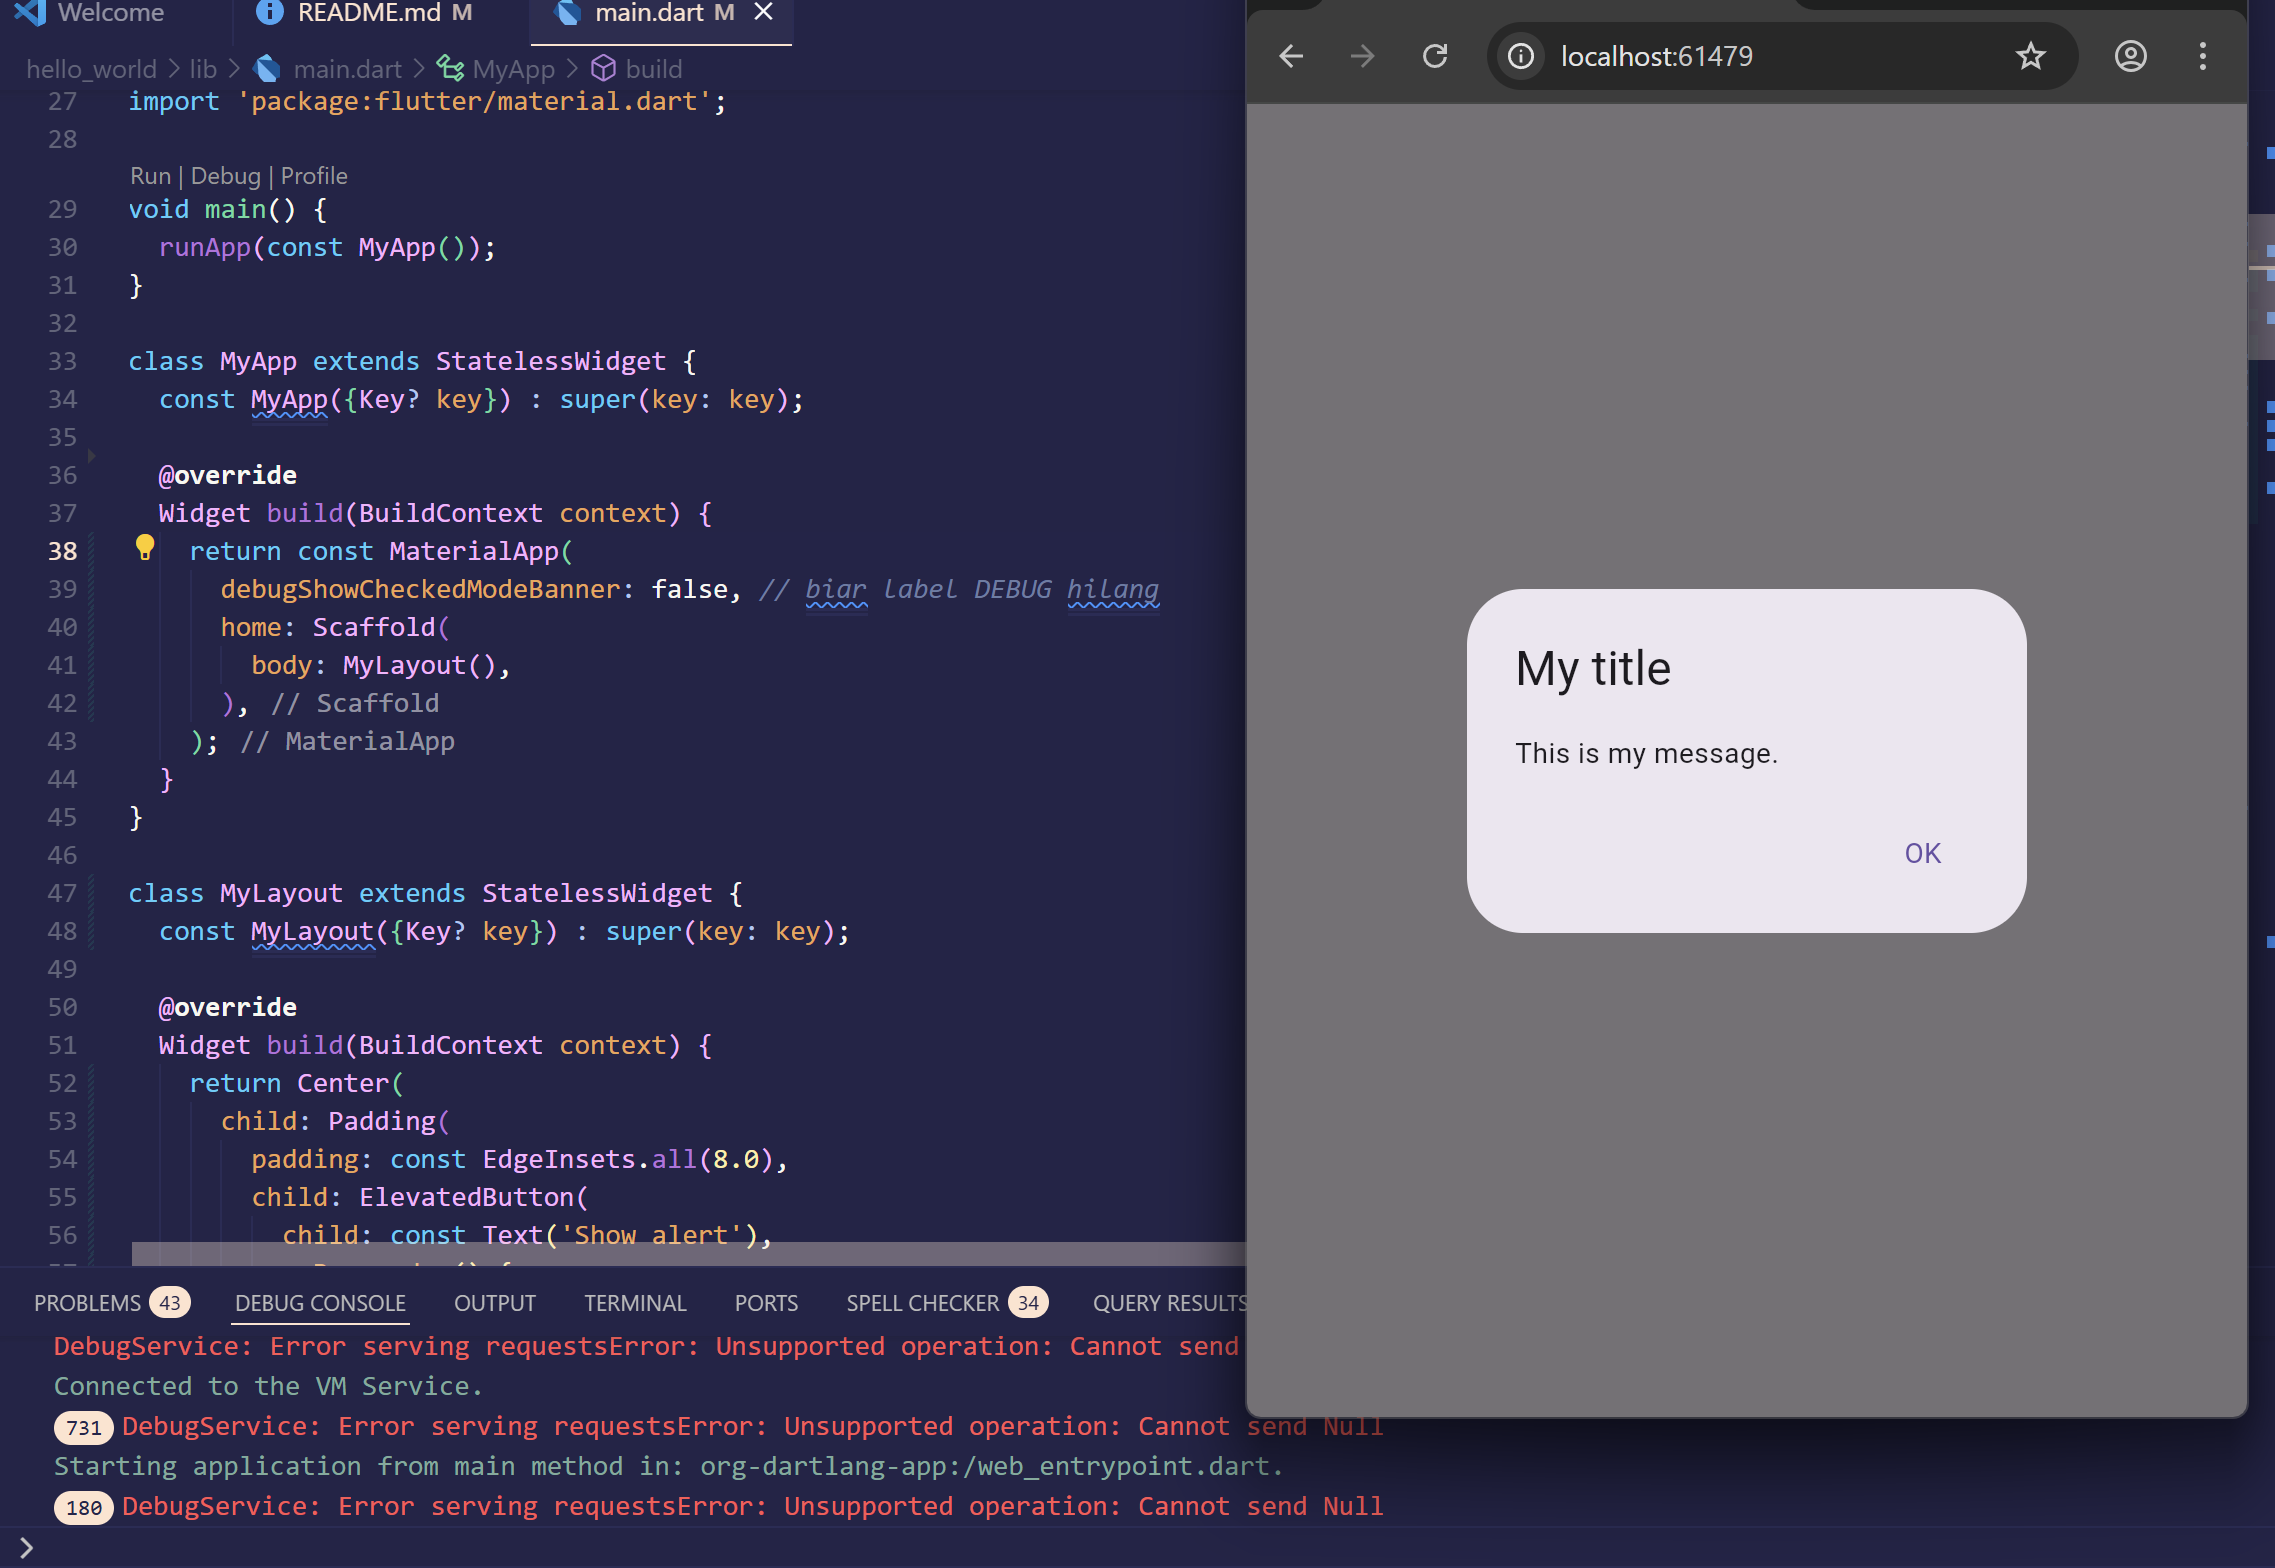 Welcome
README.md M
main.dart M
hello_world > lib > main.dart > MyApp > build
27 import 'package:flutter/material.dart';
28
Run | Debug | Profile
29 void main() {
30 runApp(const MyApp());
31 }
32
33 class MyApp extends StatelessWidget {
34 const MyApp({Key? key}) : super(key: key);
35
36 @override
37 Widget build(BuildContext context) {
38 return const MaterialApp(
39 debugShowCheckedModeBanner: false, // biar label DEBUG hilang
40 home: Scaffold(
41 body: MyLayout(),
42 ), // Scaffold
43 ); // MaterialApp
44 }
45 }
46
47 class MyLayout extends StatelessWidget {
48 const MyLayout({Key? key}) : super(key: key);
49
50 @override
51 Widget build(BuildContext context) {
52 return Center(
53 child: Padding(
54 padding: const EdgeInsets.all(8.0),
55 child: ElevatedButton(
56 child: const Text('Show alert'),
PROBLEMS 43 DEBUG CONSOLE OUTPUT TERMINAL PORTS SPELL CHECKER 34 QUERY RESULTS
DebugService: Error serving requestsError: Unsupported operation: Cannot send
Connected to the VM Service.
731 DebugService: Error serving requestsError: Unsupported operation: Cannot send Null
Starting application from main method in: org-dartlang-app:/web_entrypoint.dart.
180 DebugService: Error serving requestsError: Unsupported operation: Cannot send Null
localhost:61479
My title
This is my message.
OK